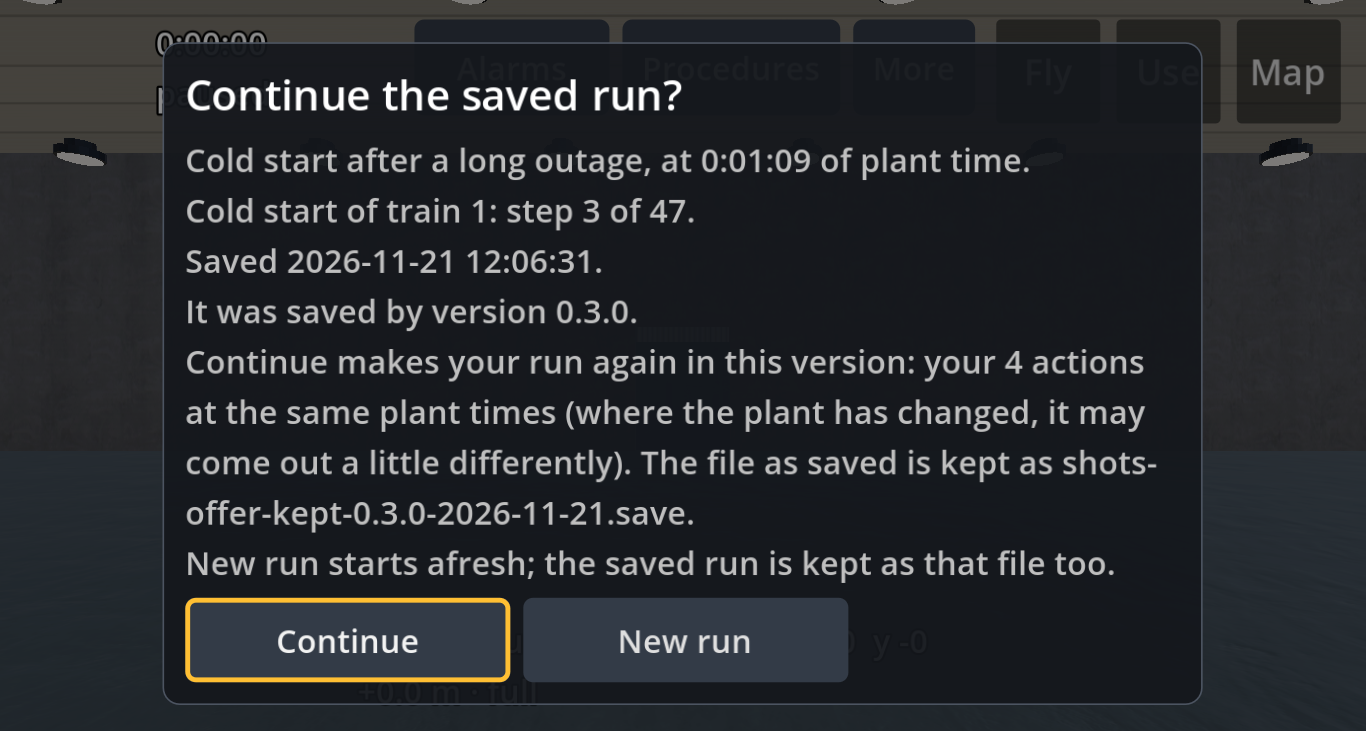 0:00:00
Alarms Procedures More Fly Use Map
Continue the saved run?
Cold start after a long outage, at 0:01:09 of plant time.
Cold start of train 1: step 3 of 47.
Saved 2026-11-21 12:06:31.
It was saved by version 0.3.0.
Continue makes your run again in this version: your 4 actions
at the same plant times (where the plant has changed, it may
come out a little differently). The file as saved is kept as shots-
offer-kept-0.3.0-2026-11-21.save.
New run starts afresh; the saved run is kept as that file too.
Continue New run
y -0
+0.0 m · full